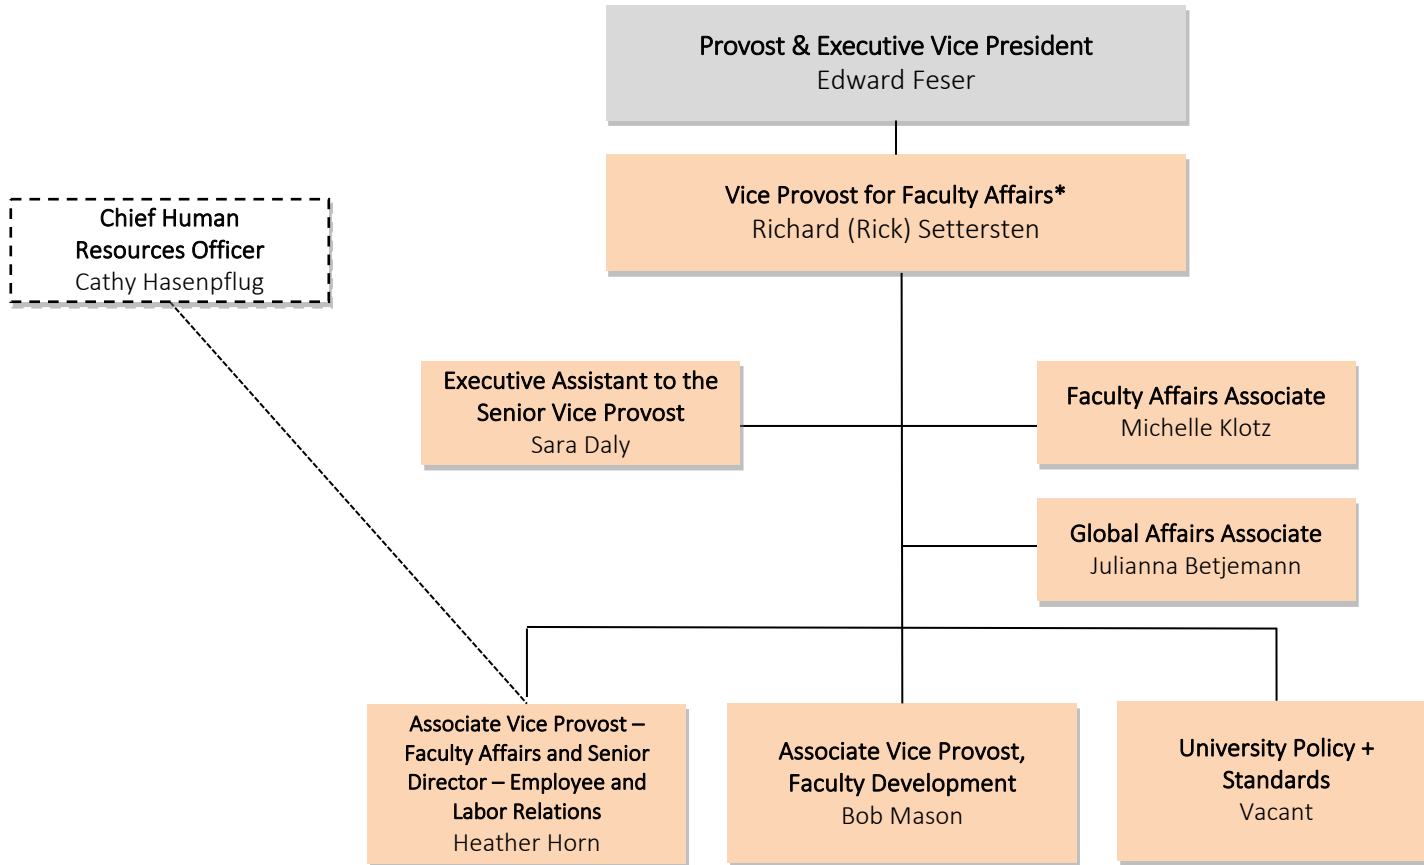 Provost & Executive Vice President
Edward Feser
Vice Provost for Faculty Affairs*
Richard (Rick) Settersten
Chief Human
Resources Officer
Cathy Hasenpflug
Executive Assistant to the
Senior Vice Provost
Sara Daly
Faculty Affairs Associate
Michelle Klotz
Global Affairs Associate
Julianna Betjemann
Associate Vice Provost –
Faculty Affairs and Senior
Director – Employee and
Labor Relations
Heather Horn
Associate Vice Provost,
Faculty Development
Bob Mason
University Policy +
Standards
Vacant